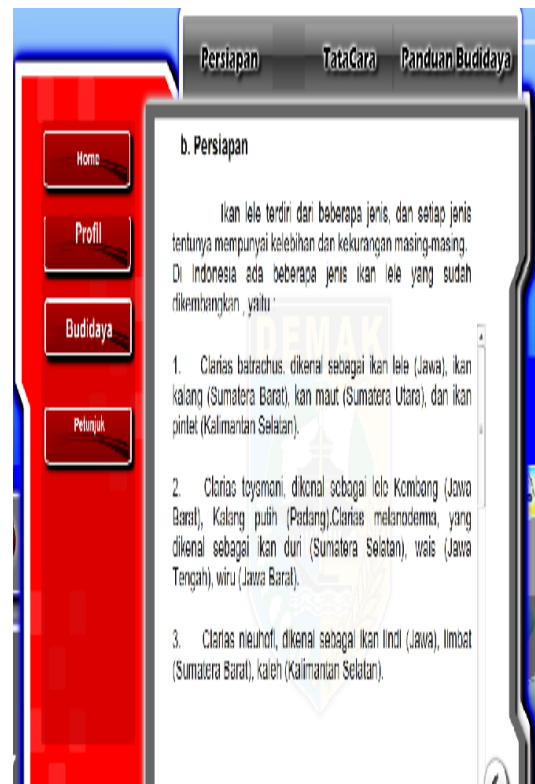 Persiapan TataCara Panduan Budidaya
Home
Profil
Budidaya
Petunjuk
b. Persiapan
Ikan lele terdiri dari beberapa jenis, dan setiap jenis
tentunya mempunyai kelebihan dan kekurangan masing-masing.
Di Indonesia ada beberapa jenis ikan lele yang sudah
dikembangkan , yaitu :
1. Clarias batrachus. dikenal sebagai ikan lele (Jawa), ikan
kalang (Sumatera Barat), kan maut (Sumatera Utara), dan ikan
pintet (Kalimantan Selatan).
2. Clarias teysmani, dikenal sebagai lele Kembang (Jawa
Barat), Kalang putih (Padang).Clarias melanoderma, yang
dikenal sebagai ikan duri (Sumatera Selatan), wais (Jawa
Tengah), wiru (Jawa Barat).
3. Clarias nieuhofi, dikenal sebagai ikan lindi (Jawa), limbat
(Sumatera Barat), kaleh (Kalimantan Selatan).
DEMAK